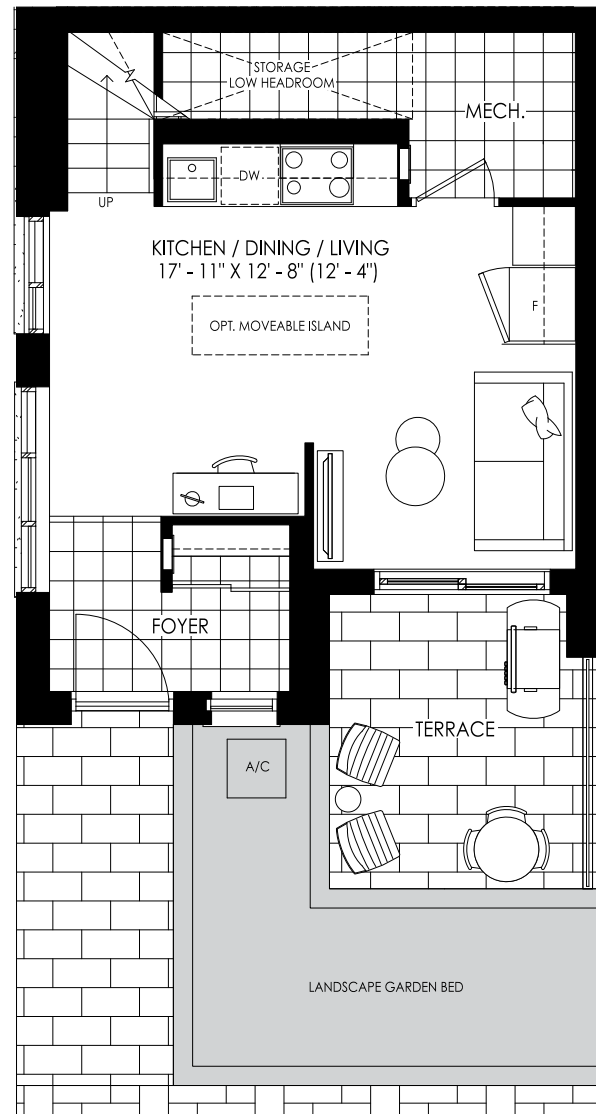 STORAGE
LOW HEADROOM
MECH.
DW
UP
KITCHEN / DINING / LIVING
17' - 11" X 12' - 8" (12' - 4")
F
OPT. MOVEABLE ISLAND
FOYER
TERRACE
A/C
LANDSCAPE GARDEN BED